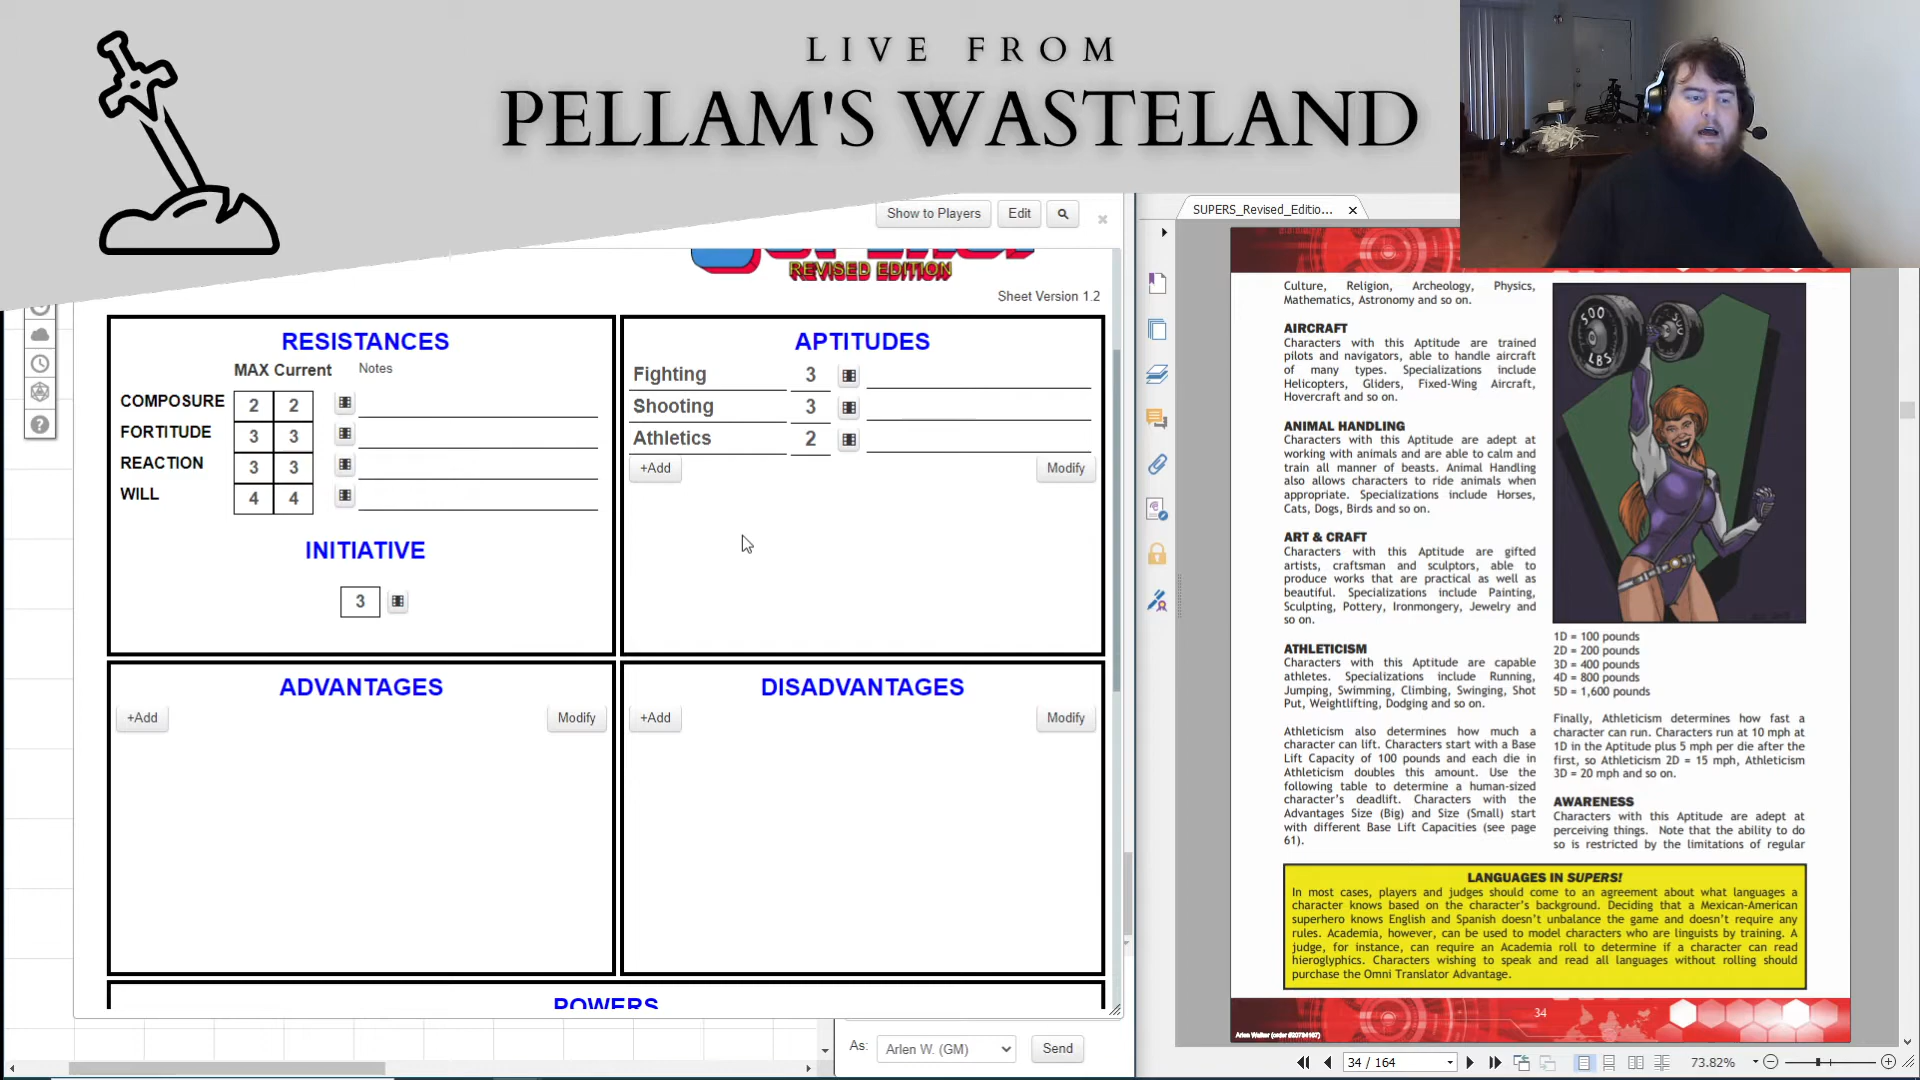 LIVE FROM
PELLAM'S WASTELAND
Show to Players
Edit
REVISED EDITION
Sheet Version 1.2
RESISTANCES
MAX Current Notes
COMPOSURE 2 2
FORTITUDE 3 3
REACTION 3 3
WILL 4 4
INITIATIVE
3
APTITUDES
Fighting 3
Shooting 3
Athletics 2
+Add
Modify
ADVANTAGES
+Add
Modify
DISADVANTAGES
+Add
Modify
POWERS
As: Arlen W. (GM)
Send
SUPERS_Revised_Editio...
Culture, Religion, Archeology, Physics,
Mathematics, Astronomy and so on.
AIRCRAFT
Characters with this Aptitude are trained
pilots and navigators, able to handle aircraft
of many types. Specializations include
Helicopters, Gliders, Fixed-Wing Aircraft,
Hovercraft and so on.
ANIMAL HANDLING
Characters with this Aptitude are adept at
working with animals and are able to calm and
train all manner of beasts. Animal Handling
also allows characters to ride animals when
appropriate. Specializations include Horses,
Cats, Dogs, Birds and so on.
ART & CRAFT
Characters with this Aptitude are gifted
artists, craftsman and sculptors, able to
produce works that are practical as well as
beautiful. Specializations include Painting,
Sculpting, Pottery, Ironmongery, Jewelry and
so on.
ATHLETICISM
Characters with this Aptitude are capable
athletes. Specializations include Running,
Jumping, Swimming, Climbing, Swinging, Shot
Put, Weightlifting, Dodging and so on.
Athleticism also determines how much a
character can lift. Characters start with a Base
Lift Capacity of 100 pounds and each die in
Athleticism doubles this amount. Use the
following table to determine a human-sized
character's deadlift. Characters with the
Advantages Size (Big) and Size (Small) start
with different Base Lift Capacities (see page
61).
500
LBS
500
1D = 100 pounds
2D = 200 pounds
3D = 400 pounds
4D = 800 pounds
5D = 1,600 pounds
Finally, Athleticism determines how fast a
character can run. Characters run at 10 mph at
1D in the Aptitude plus 5 mph per die after the
first, so Athleticism 2D = 15 mph, Athleticism
3D = 20 mph and so on.
AWARENESS
Characters with this Aptitude are adept at
perceiving things. Note that the ability to do
so is restricted by the limitations of regular
LANGUAGES IN SUPERS!
In most cases, players and judges should come to an agreement about what languages a
character knows based on the character's background. Deciding that a Mexican-American
superhero knows English and Spanish doesn't unbalance the game and doesn't require any
rules. Academia, however, can be used to model characters who are linguists by training. A
judge, for instance, can require an Academia roll to determine if a character can read
hieroglyphics. Characters wishing to speak and read all languages without rolling should
purchase the Omni Translator Advantage.
34
34 / 164
73.82%